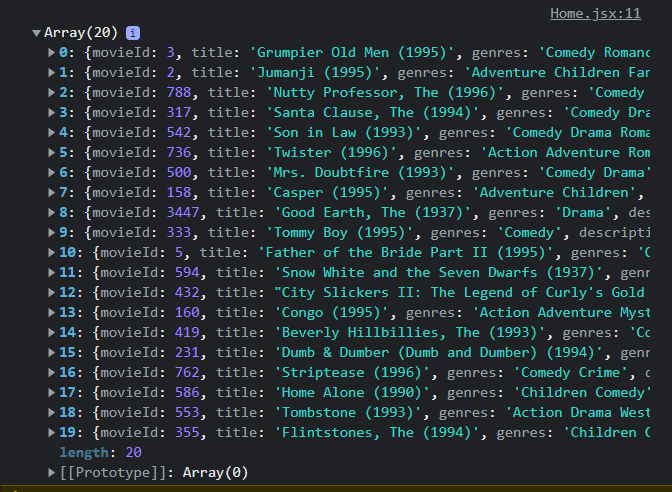 Home.jsx:11
▼Array(20) i
▶0: {movieId: 3, title: 'Grumpier Old Men (1995)', genres: 'Comedy Romanc
▶1: {movieId: 2, title: 'Jumanji (1995)', genres: 'Adventure Children Fan
▶2: {movieId: 788, title: 'Nutty Professor, The (1996)', genres: 'Comedy
▶3: {movieId: 317, title: 'Santa Clause, The (1994)', genres: 'Comedy Dra
▶4: {movieId: 542, title: 'Son in Law (1993)', genres: 'Comedy Drama Roma
▶5: {movieId: 736, title: 'Twister (1996)', genres: 'Action Adventure Rom
▶6: {movieId: 500, title: 'Mrs. Doubtfire (1993)', genres: 'Comedy Drama'
▶7: {movieId: 158, title: 'Casper (1995)', genres: 'Adventure Children',
▶8: {movieId: 3447, title: 'Good Earth, The (1937)', genres: 'Drama', des
▶9: {movieId: 333, title: 'Tommy Boy (1995)', genres: 'Comedy', descripti
▶10: {movieId: 5, title: 'Father of the Bride Part II (1995)', genres: 'C
▶11: {movieId: 594, title: 'Snow White and the Seven Dwarfs (1937)', genr
▶12: {movieId: 432, title: "City Slickers II: The Legend of Curly's Gold
▶13: {movieId: 160, title: 'Congo (1995)', genres: 'Action Adventure Myst
▶14: {movieId: 419, title: 'Beverly Hillbillies, The (1993)', genres: 'Co
▶15: {movieId: 231, title: 'Dumb & Dumber (Dumb and Dumber) (1994)', genr
▶16: {movieId: 762, title: 'Striptease (1996)', genres: 'Comedy Crime', d
▶17: {movieId: 586, title: 'Home Alone (1990)', genres: 'Children Comedy'
▶18: {movieId: 553, title: 'Tombstone (1993)', genres: 'Action Drama West
▶19: {movieId: 355, title: 'Flintstones, The (1994)', genres: 'Children C
length: 20
▶[[Prototype]]: Array(0)